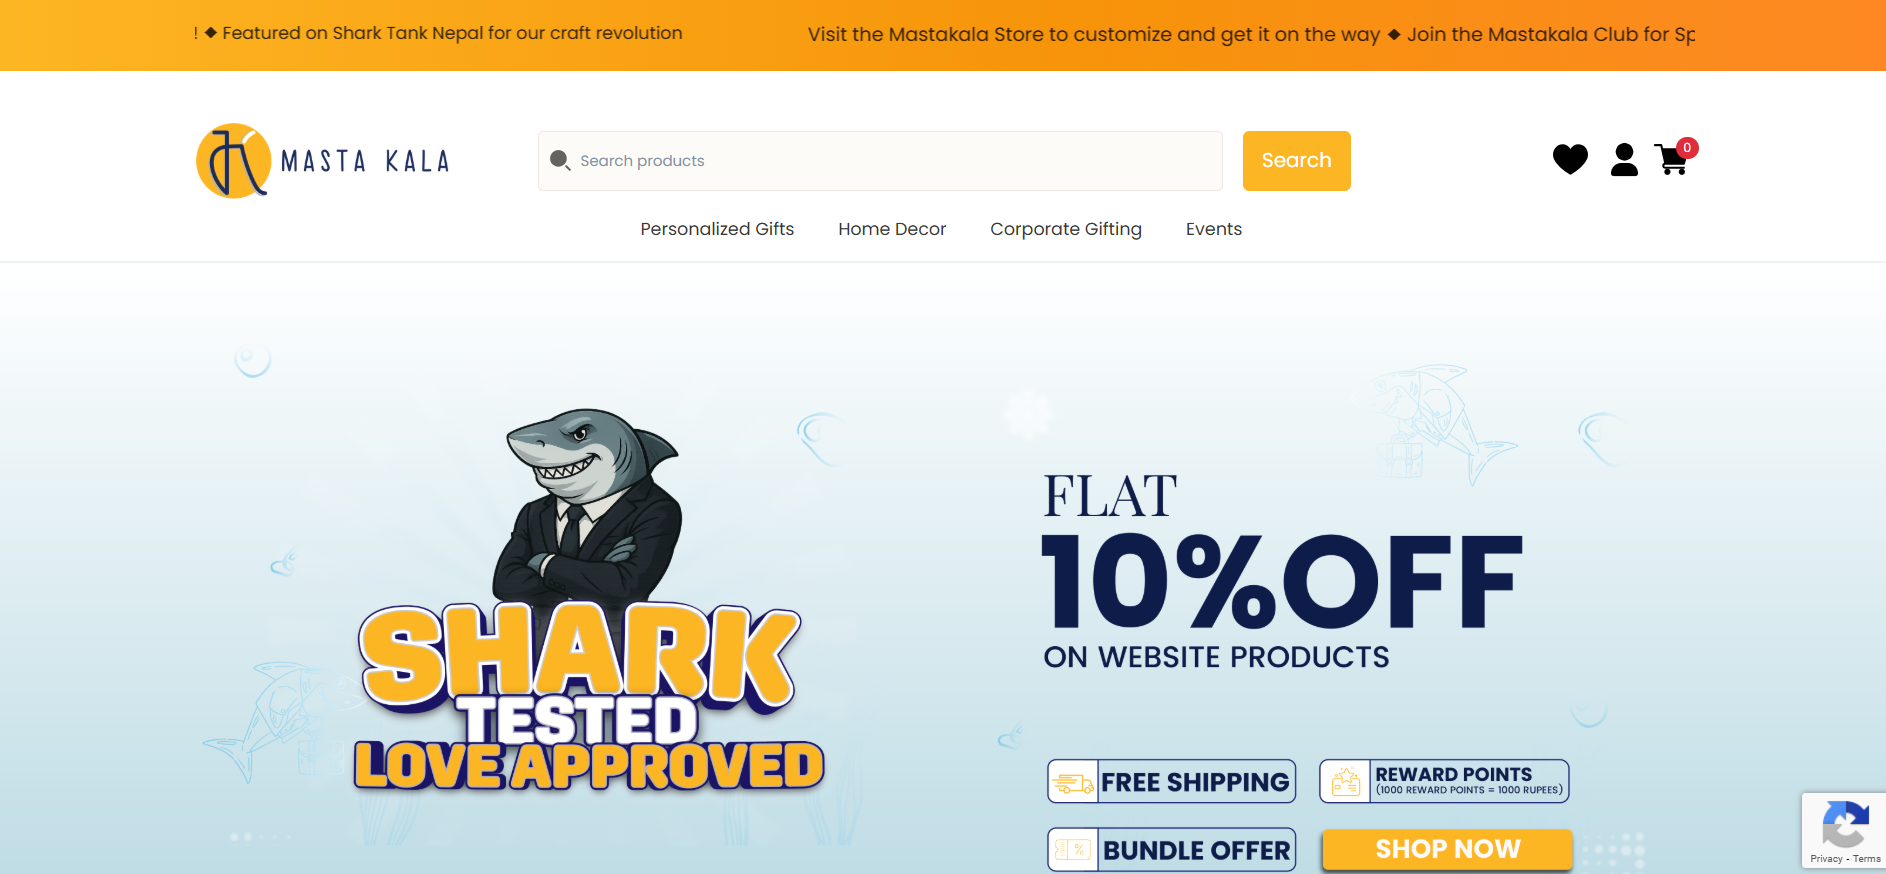 ! ◆ Featured on Shark Tank Nepal for our craft revolution
Visit the Mastakala Store to customize and get it on the way ◆ Join the Mastakala Club for Sp
MASTA KALA
Search products
Search
0
Personalized Gifts
Home Decor
Corporate Gifting
Events
SHARK
TESTED
LOVE APPROVED
FLAT
10%OFF
ON WEBSITE PRODUCTS
FREE SHIPPING
REWARD POINTS
(1000 REWARD POINTS = 1000 RUPEES)
%
BUNDLE OFFER
SHOP NOW
Privacy - Terms